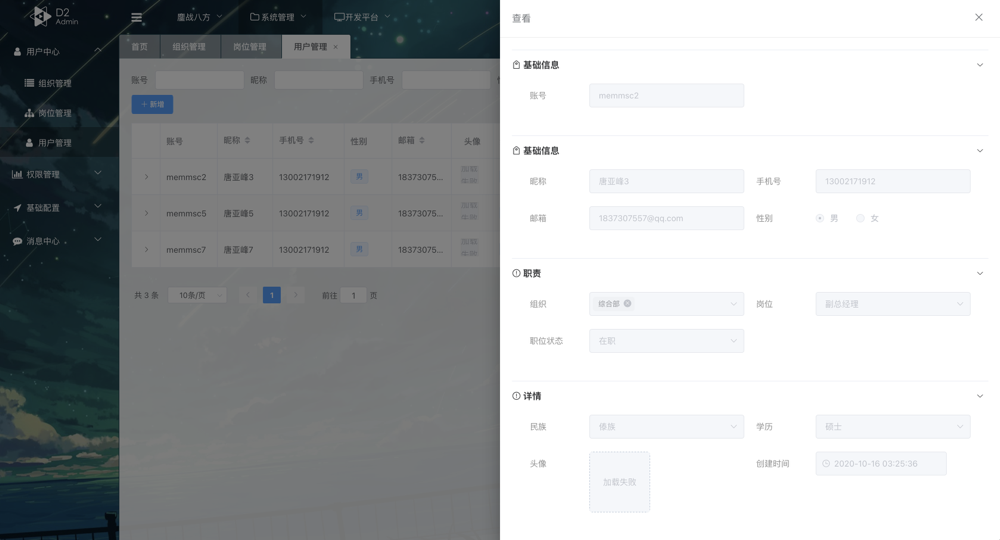 D2
Admin
鏖战八方
系统管理
开发平台
用户中心
组织管理
岗位管理
用户管理
权限管理
基础配置
消息中心
首页
组织管理
岗位管理
用户管理
账号
昵称
手机号
+ 新增
账号 昵称 手机号 性别 邮箱 头像
memmsc2 唐亚峰3 13002171912 男 18373075... 加载失败
memmsc5 唐亚峰5 13002171912 男 18373075... 加载失败
memmsc7 唐亚峰7 13002171912 男 18373075... 加载失败
共 3 条 10条/页 1 前往 1 页
查看
基础信息
账号 memmsc2
基础信息
昵称 唐亚峰3 手机号 13002171912
邮箱 1837307557@qq.com 性别 男 女
职责
组织 综合部 岗位 副总经理
职位状态 在职
详情
民族 傣族 学历 硕士
头像 加载失败 创建时间 2020-10-16 03:25:36